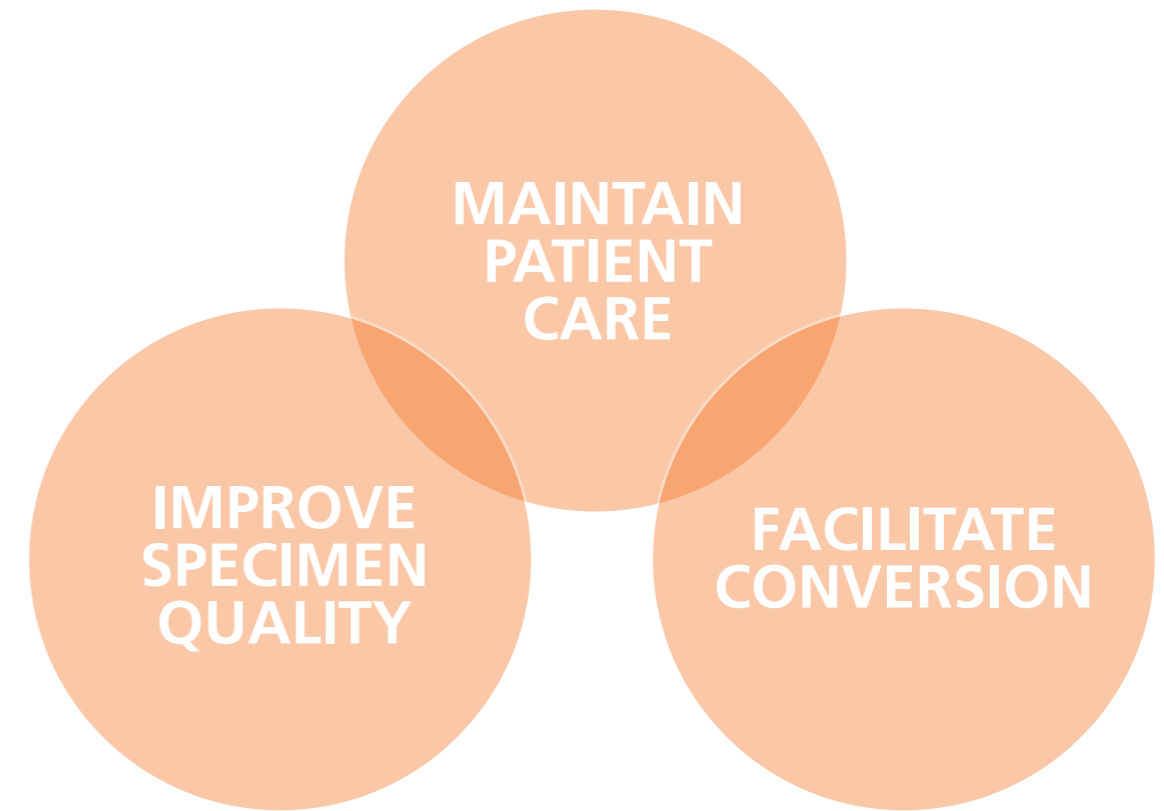 MAINTAIN
PATIENT
CARE
IMPROVE
SPECIMEN
QUALITY
FACILITATE
CONVERSION